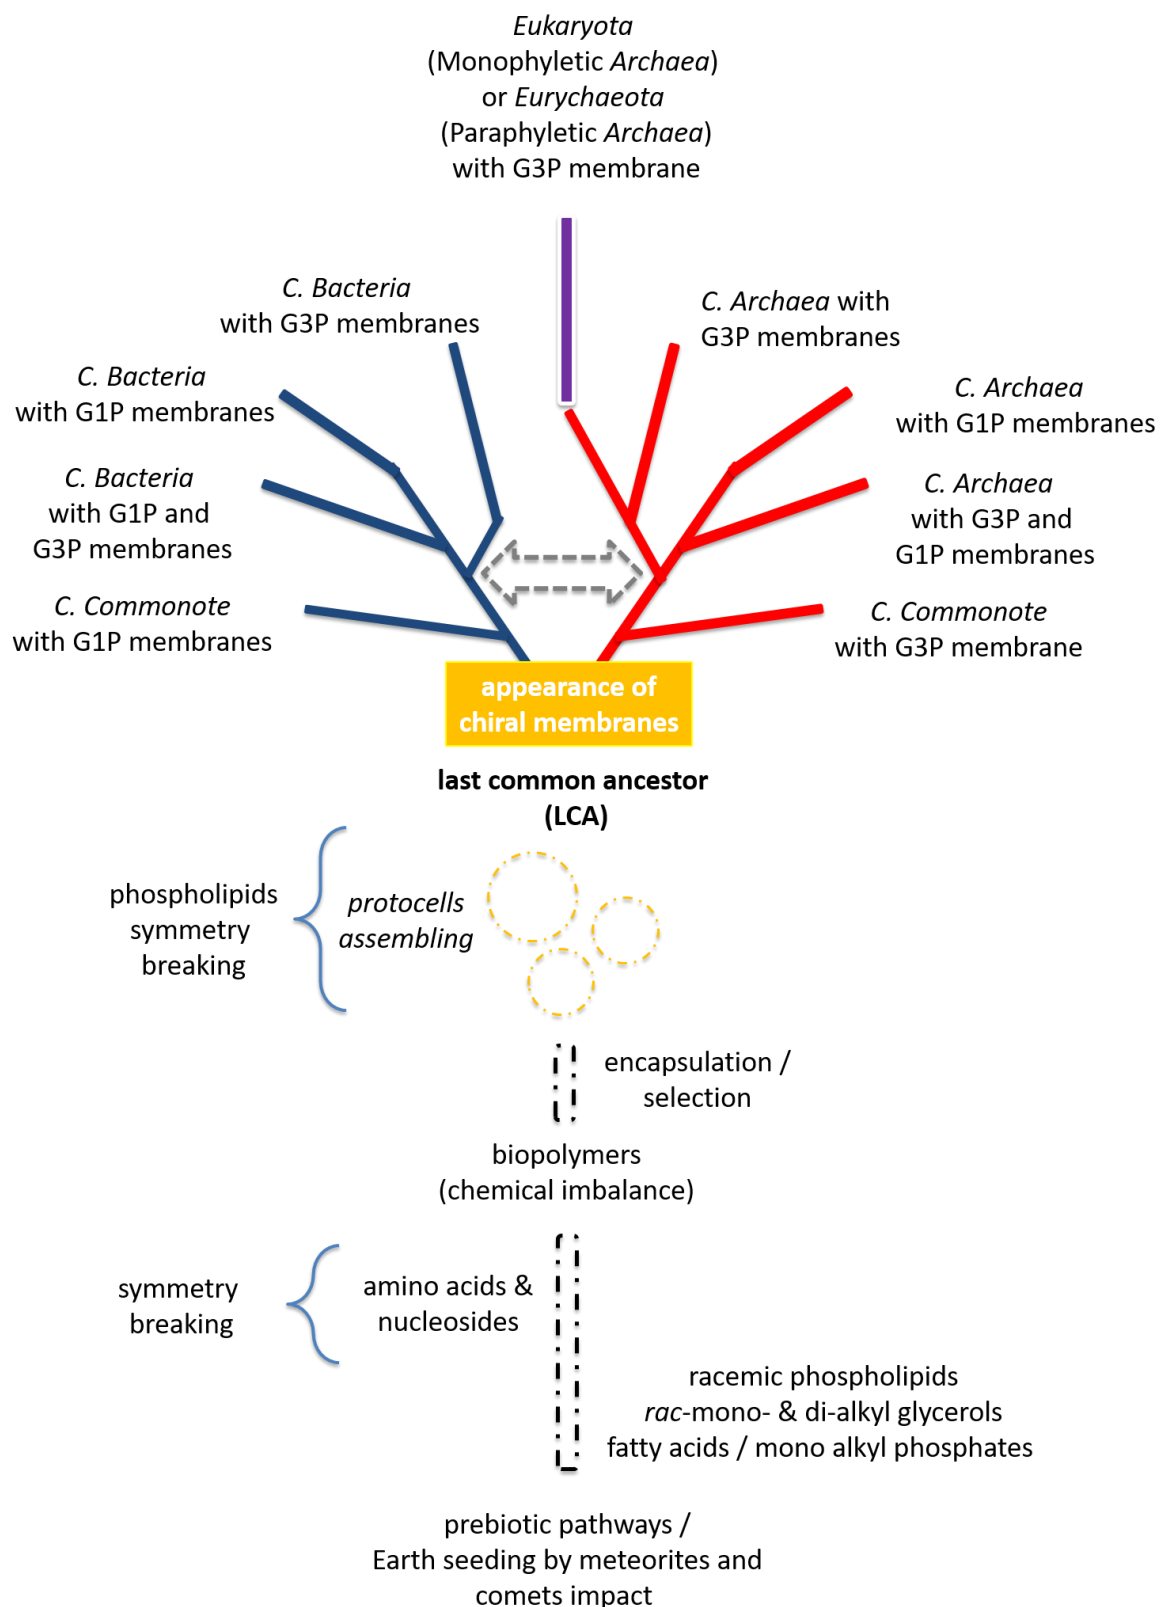 Eukaryota
(Monophyletic Archaea)
or Eurychaeota
(Paraphyletic Archaea)
with G3P membrane
C. Bacteria
with G3P membranes
C. Archaea with
G3P membranes
C. Bacteria
with G1P membranes
C. Archaea
with G1P membranes
C. Bacteria
with G1P and
G3P membranes
C. Archaea
with G3P and
G1P membranes
C. Commonote
with G1P membranes
C. Commonote
with G3P membrane
appearance of
chiral membranes
last common ancestor
(LCA)
phospholipids
symmetry
breaking
protocells
assembling
encapsulation /
selection
biopolymers
(chemical imbalance)
symmetry
breaking
amino acids &
nucleosides
racemic phospholipids
rac-mono- & di-alkyl glycerols
fatty acids / mono alkyl phosphates
prebiotic pathways /
Earth seeding by meteorites and
comets impact